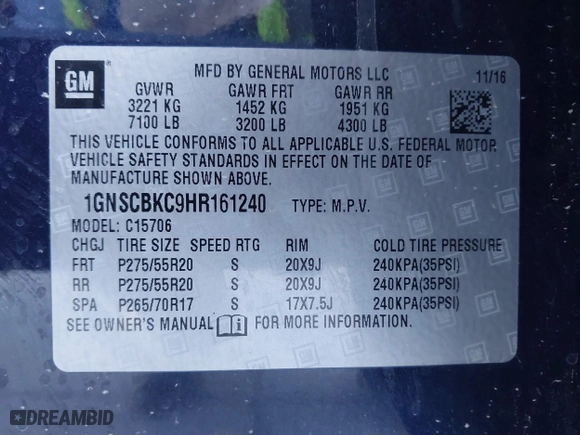 GM
MFD BY GENERAL MOTORS LLC 11/16
GVWR GAWR FRT GAWR RR
3221 KG 1452 KG 1951 KG
7100 LB 3200 LB 4300 LB
THIS VEHICLE CONFORMS TO ALL APPLICABLE U.S. FEDERAL MOTOR
VEHICLE SAFETY STANDARDS IN EFFECT ON THE DATE OF
MANUFACTURE SHOWN ABOVE.
1GNSCBKC9HR161240 TYPE: M.P.V.
MODEL: C15706
CHGJ TIRE SIZE SPEED RTG RIM COLD TIRE PRESSURE
FRT P275/55R20 S 20X9J 240KPA(35PSI)
RR P275/55R20 S 20X9J 240KPA(35PSI)
SPA P265/70R17 S 17X7.5J 240KPA(35PSI)
SEE OWNER'S MANUAL FOR MORE INFORMATION.
DREAMBID